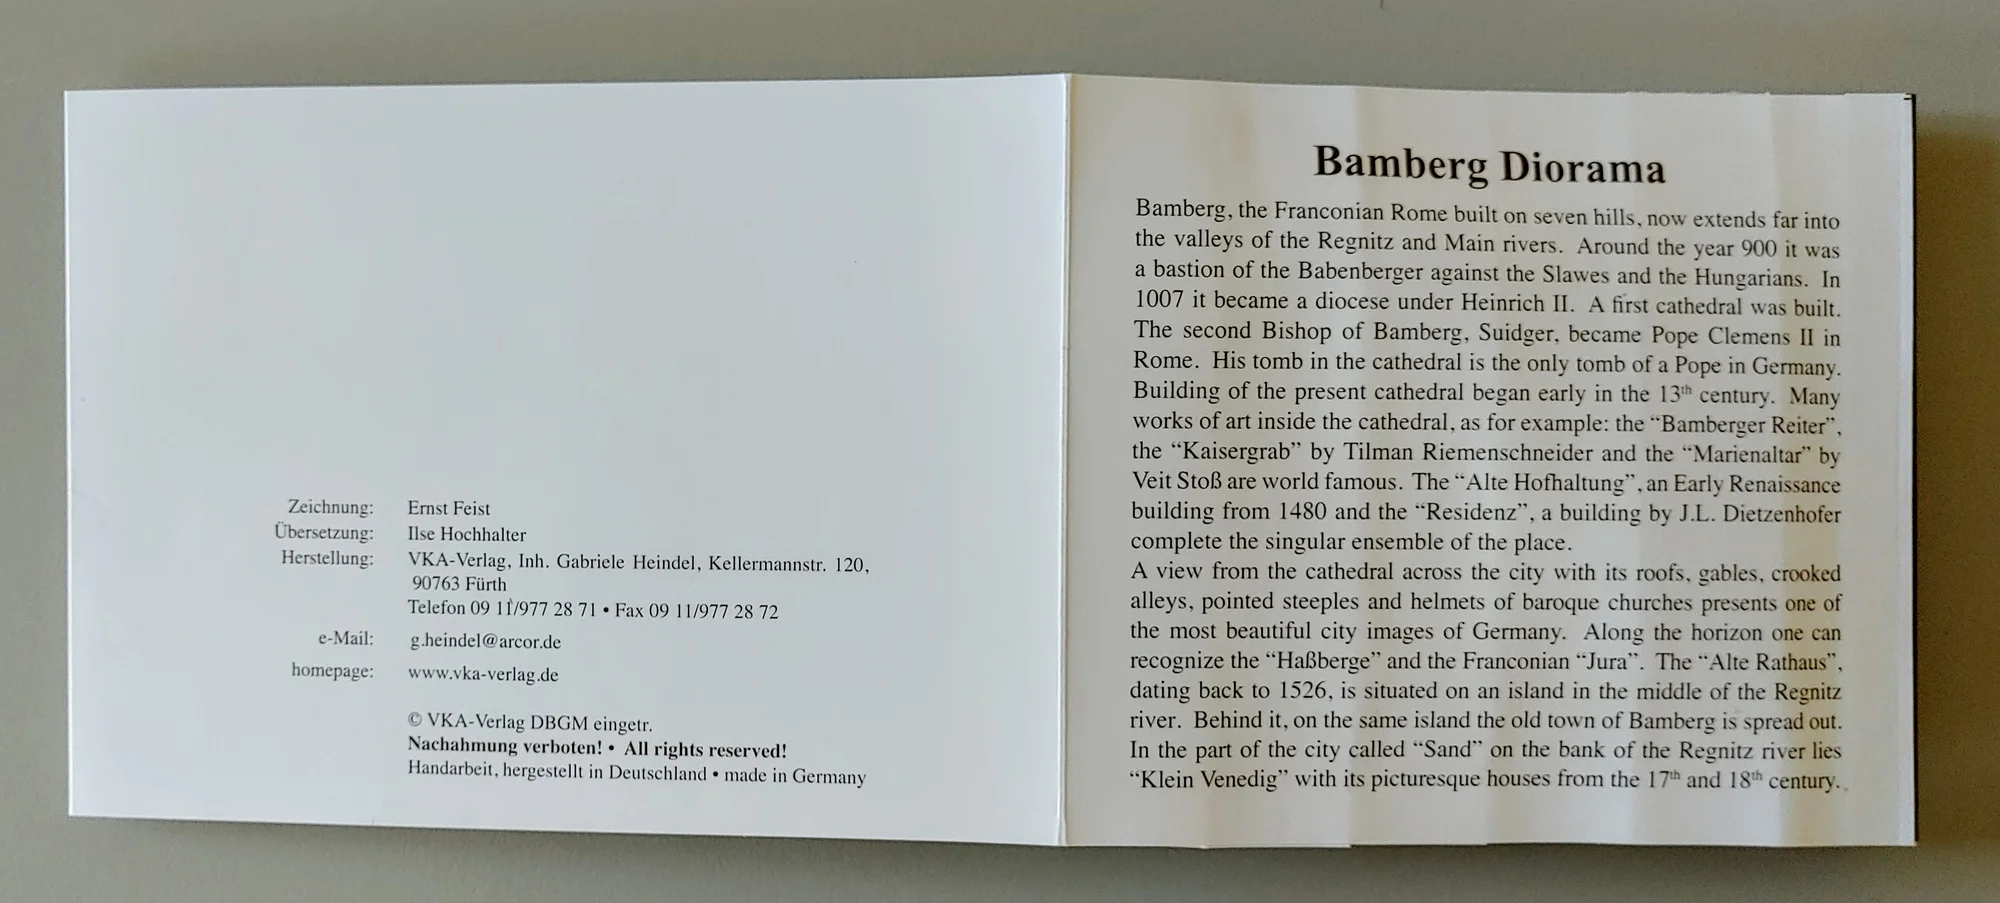 Zeichnung: Ernst Feist
Übersetzung: Ilse Hochhalter
Herstellung: VKA-Verlag, Inh. Gabriele Heindel, Kellermannstr. 120,
90763 Fürth
Telefon 09 11/977 28 71 • Fax 09 11/977 28 72
e-Mail: g.heindel@arcor.de
homepage: www.vka-verlag.de
© VKA-Verlag DBGM eingetr.
Nachahmung verboten! • All rights reserved!
Handarbeit, hergestellt in Deutschland • made in Germany
Bamberg Diorama
Bamberg, the Franconian Rome built on seven hills, now extends far into
the valleys of the Regnitz and Main rivers. Around the year 900 it was
a bastion of the Babenberger against the Slawes and the Hungarians. In
1007 it became a diocese under Heinrich II. A first cathedral was built.
The second Bishop of Bamberg, Suidger, became Pope Clemens II in
Rome. His tomb in the cathedral is the only tomb of a Pope in Germany.
Building of the present cathedral began early in the 13th century. Many
works of art inside the cathedral, as for example: the “Bamberger Reiter”,
the “Kaisergrab” by Tilman Riemenschneider and the “Marienaltar” by
Veit Stoß are world famous. The “Alte Hofhaltung”, an Early Renaissance
building from 1480 and the “Residenz”, a building by J.L. Dietzenhofer
complete the singular ensemble of the place.
A view from the cathedral across the city with its roofs, gables, crooked
alleys, pointed steeples and helmets of baroque churches presents one of
the most beautiful city images of Germany. Along the horizon one can
recognize the “Haßberge” and the Franconian “Jura”. The “Alte Rathaus”,
dating back to 1526, is situated on an island in the middle of the Regnitz
river. Behind it, on the same island the old town of Bamberg is spread out.
In the part of the city called “Sand” on the bank of the Regnitz river lies
“Klein Venedig” with its picturesque houses from the 17th and 18th century.